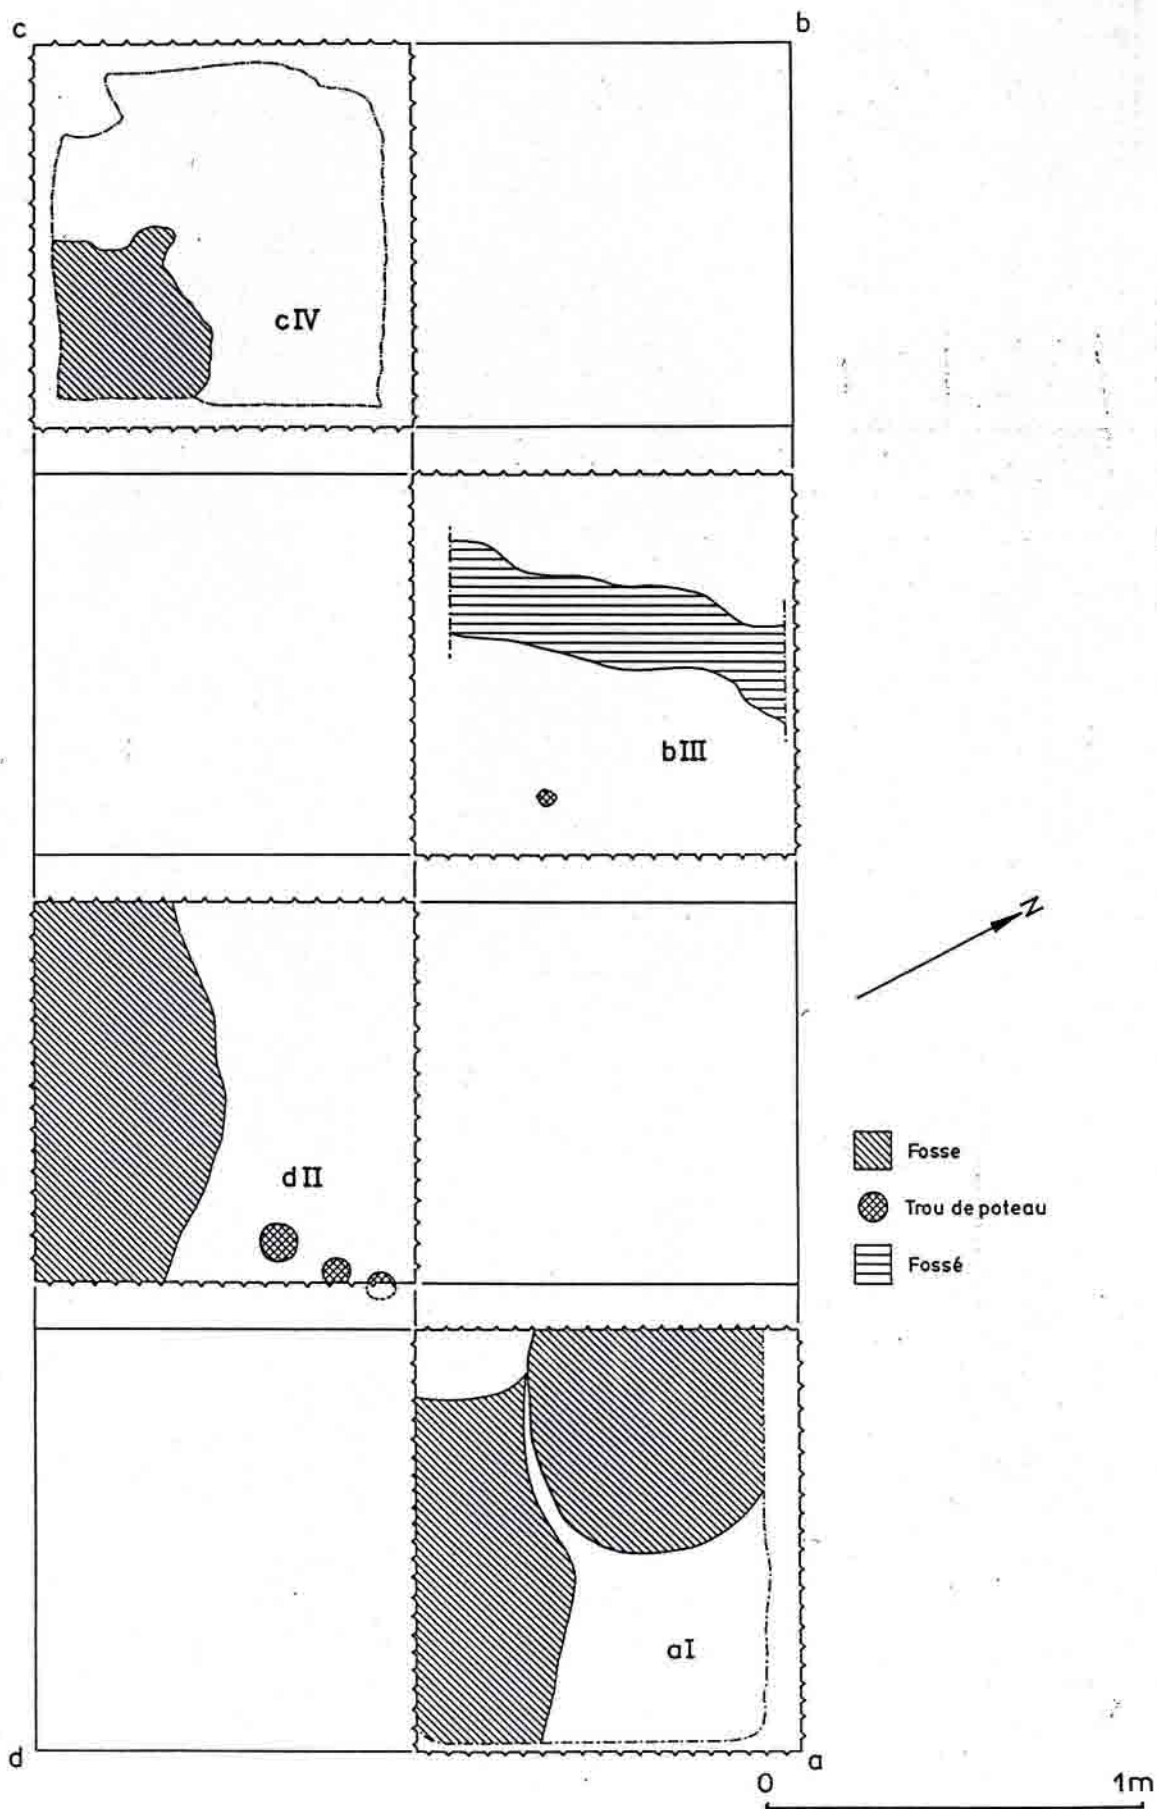 c
b
cIV
bIII
N
Fosse
dII
Trou de poteau
Fossé
aI
d
a
0 1m